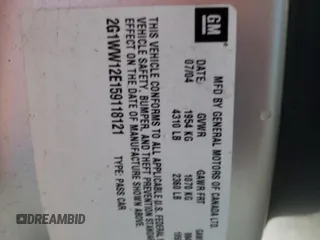 GM
MFD BY GENERAL MOTORS OF CANADA LTD.
DATE
07/04
GVWR
1954 KG
4310 LB
GAWR FRT
1070 KG
2360 LB
THIS VEHICLE CONFORMS TO ALL APPLICABLE U.S. FEDERAL
VEHICLE SAFETY, BUMPER, AND THEFT PREVENTION STANDARDS
EFFECT ON THE DATE OF MANUFACTURE SHOWN ABOVE.
2G1WW12E159118121
TYPE: PASS CAR
DREAMBID